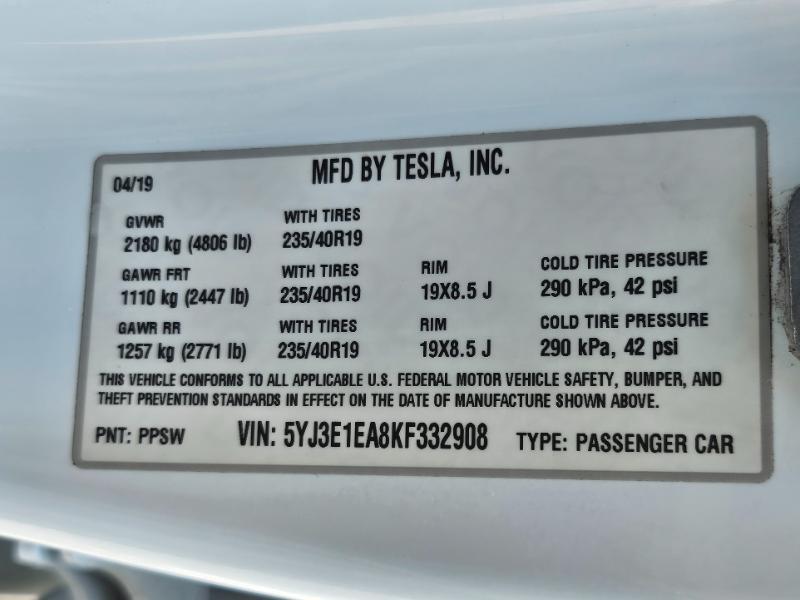 04/19 MFD BY TESLA, INC.
GVWR WITH TIRES
2180 kg (4806 lb) 235/40R19
GAWR FRT WITH TIRES RIM COLD TIRE PRESSURE
1110 kg (2447 lb) 235/40R19 19X8.5 J 290 kPa, 42 psi
GAWR RR WITH TIRES RIM COLD TIRE PRESSURE
1257 kg (2771 lb) 235/40R19 19X8.5 J 290 kPa, 42 psi
THIS VEHICLE CONFORMS TO ALL APPLICABLE U.S. FEDERAL MOTOR VEHICLE SAFETY, BUMPER, AND
THEFT PREVENTION STANDARDS IN EFFECT ON THE DATE OF MANUFACTURE SHOWN ABOVE.
PNT: PPSW VIN: 5YJ3E1EA8KF332908 TYPE: PASSENGER CAR